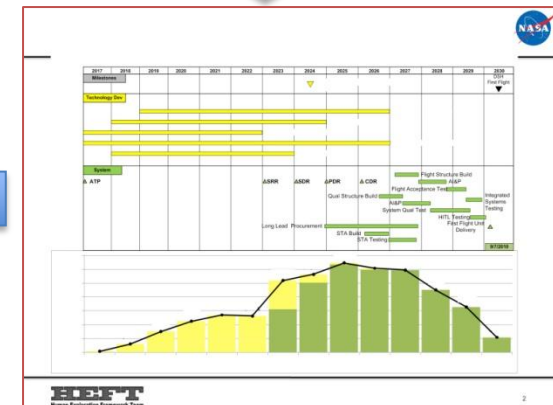 NASA
2017 2018 2019 2020 2021 2022 2023 2024 2025 2026 2027 2028 2029 2030
Milestones
DSH
First Flight
Technology Dev
System
ATP
SRR
SDR
PDR
CDR
Flight Structure Build
AI&P
Flight Acceptance Test
Qual Structure Build
AI&P
Integrated
Systems
Testing
System Qual Test
HITL Testing
First Flight Unit
Delivery
Long Lead Procurement
STA Build
STA Testing
HEFT
Human Exploration Framework Team
2